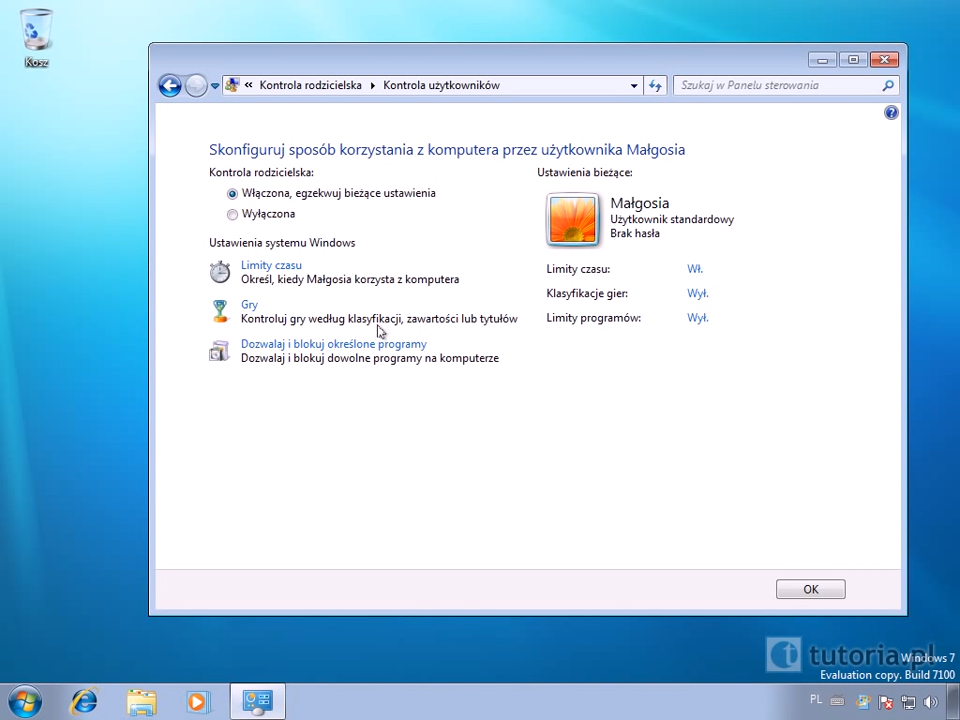 Kosz
« Kontrola rodzicielska ▸ Kontrola użytkowników
Szukaj w Panelu sterowania
Skonfiguruj sposób korzystania z komputera przez użytkownika Małgosia
Kontrola rodzicielska:
Włączona, egzekwuj bieżące ustawienia
Wyłączona
Ustawienia systemu Windows
Limity czasu
Określ, kiedy Małgosia korzysta z komputera
Gry
Kontroluj gry według klasyfikacji, zawartości lub tytułów
Dozwalaj i blokuj określone programy
Dozwalaj i blokuj dowolne programy na komputerze
Ustawienia bieżące:
Małgosia
Użytkownik standardowy
Brak hasła
Limity czasu: Wł.
Klasyfikacje gier: Wył.
Limity programów: Wył.
OK
tutoria.pl
Windows 7
Evaluation copy. Build 7100
PL